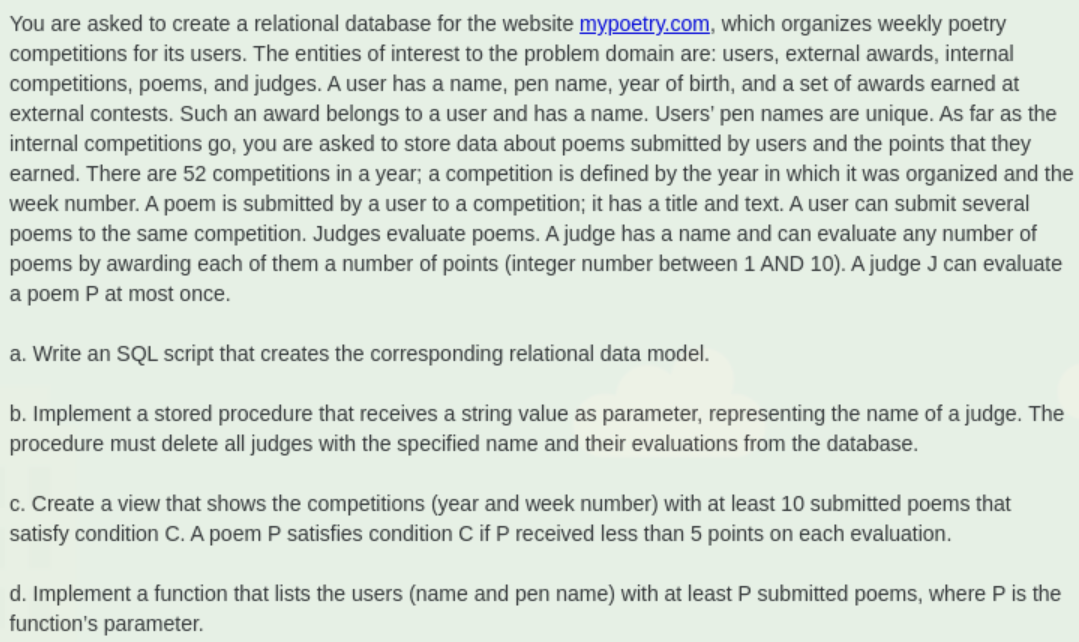 You are asked to create a relational database for the website mypoetry.com, which organizes weekly poetry
competitions for its users. The entities of interest to the problem domain are: users, external awards, internal
competitions, poems, and judges. A user has a name, pen name, year of birth, and a set of awards earned at
external contests. Such an award belongs to a user and has a name. Users’ pen names are unique. As far as the
internal competitions go, you are asked to store data about poems submitted by users and the points that they
earned. There are 52 competitions in a year; a competition is defined by the year in which it was organized and the
week number. A poem is submitted by a user to a competition; it has a title and text. A user can submit several
poems to the same competition. Judges evaluate poems. A judge has a name and can evaluate any number of
poems by awarding each of them a number of points (integer number between 1 AND 10). A judge J can evaluate
a poem P at most once.
a. Write an SQL script that creates the corresponding relational data model.
b. Implement a stored procedure that receives a string value as parameter, representing the name of a judge. The
procedure must delete all judges with the specified name and their evaluations from the database.
c. Create a view that shows the competitions (year and week number) with at least 10 submitted poems that
satisfy condition C. A poem P satisfies condition C if P received less than 5 points on each evaluation.
d. Implement a function that lists the users (name and pen name) with at least P submitted poems, where P is the
function’s parameter.